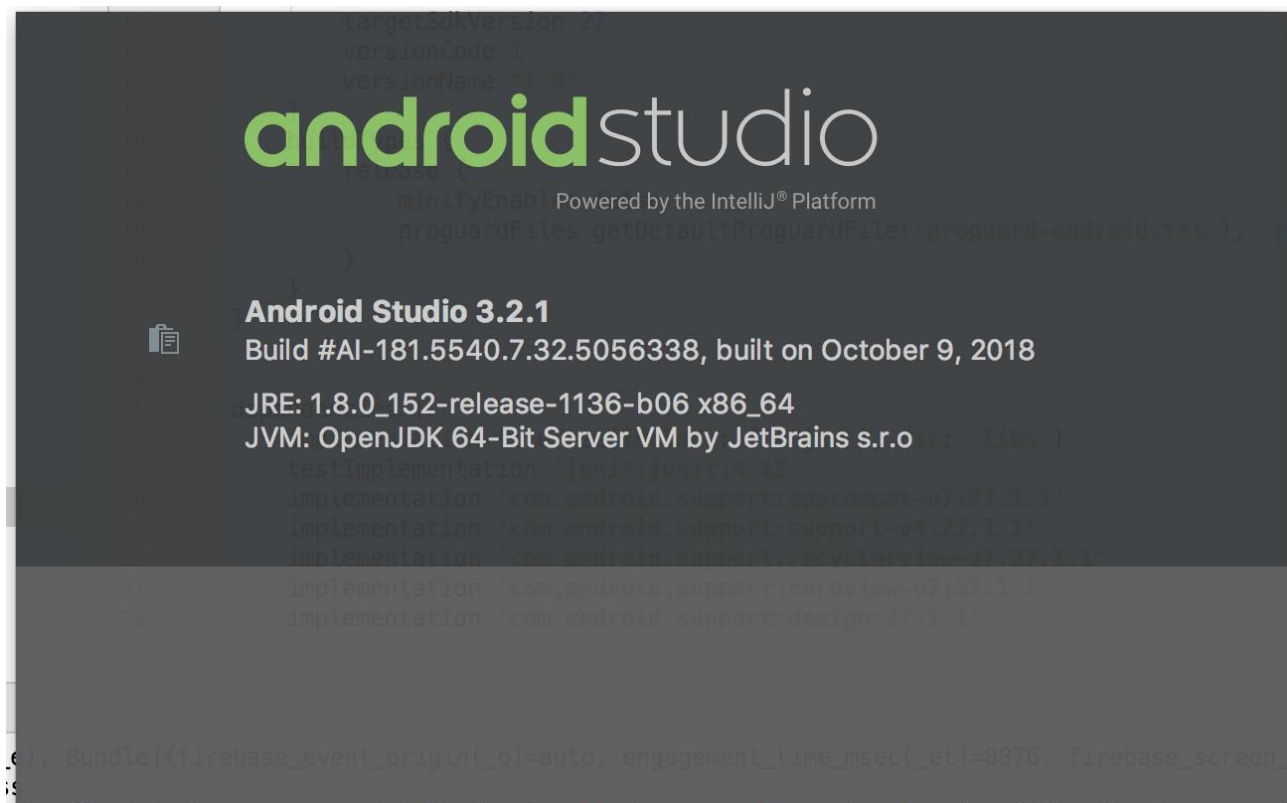 targetSdkVersion 27
versionCode 1
versionName "1.0"
androidstudio
release {
minifyEnabl
Powered by the IntelliJ® Platform
proguardFiles getDefaultProguardFile('proguard-android.txt'), 'p
}
}
Android Studio 3.2.1
Build #AI-181.5540.7.32.5056338, built on October 9, 2018
JRE: 1.8.0_152-release-1136-b06 x86_64
JVM: OpenJDK 64-Bit Server VM by JetBrains s.r.o
'libs')
testImplementation 'junit:junit:4.12'
implementation 'com.android.support:appcompat-v7:27.1.1'
implementation 'com.android.support:support-v4:27.1.1'
implementation 'com.android.support:recyclerview-v7:27.1.1'
31 implementation 'com.android.support:cardview-v7:27.1.1'
32 implementation 'com.android.support:design:27.1.1'
_e), Bundle[{firebase_event_origin(_o)=auto, engagement_time_msec(_et)=8876, firebase_screen_
ss